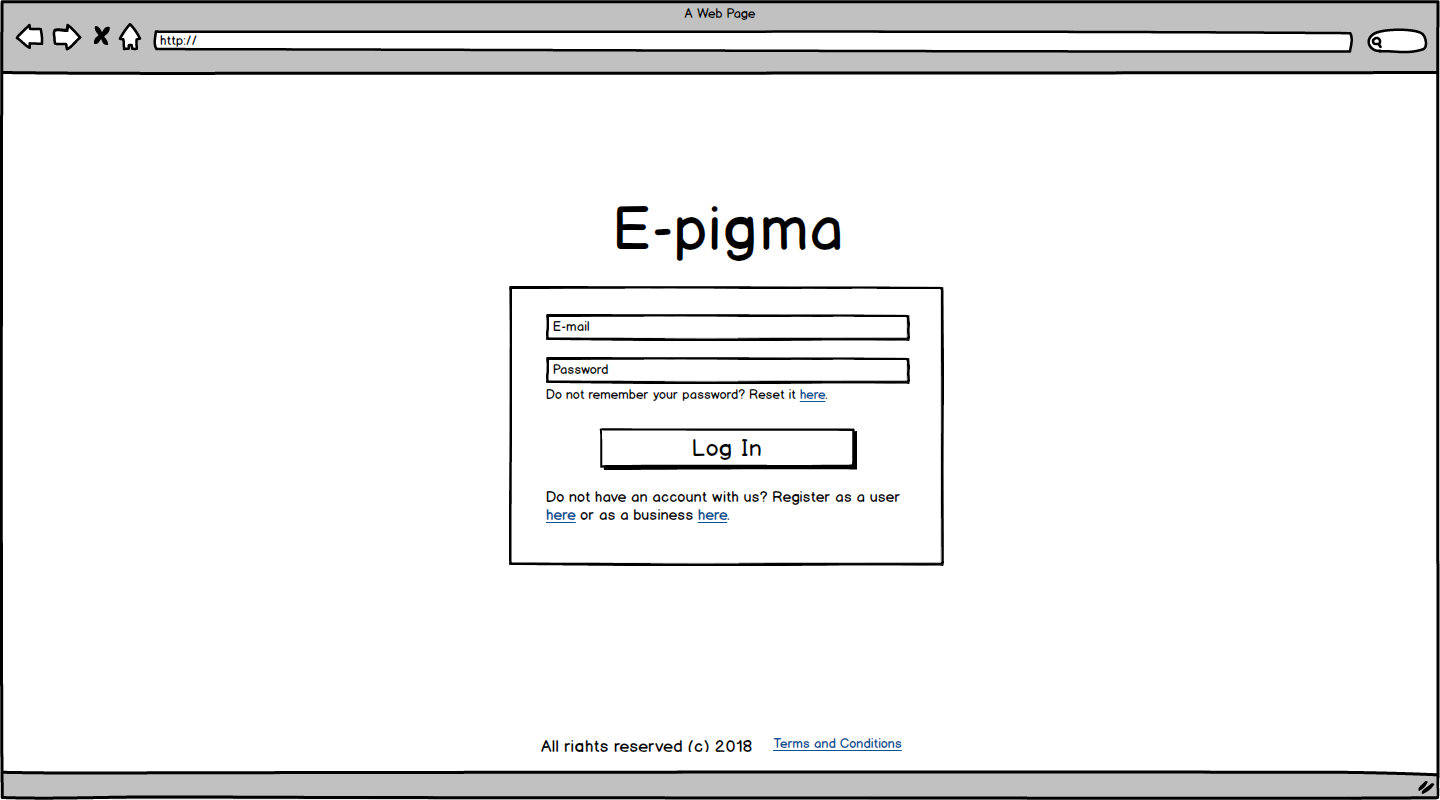 A Web Page
http://
E-pigma
E-mail
Password
Do not remember your password? Reset it here.
Log In
Do not have an account with us? Register as a user
here or as a business here.
All rights reserved (c) 2018 Terms and Conditions